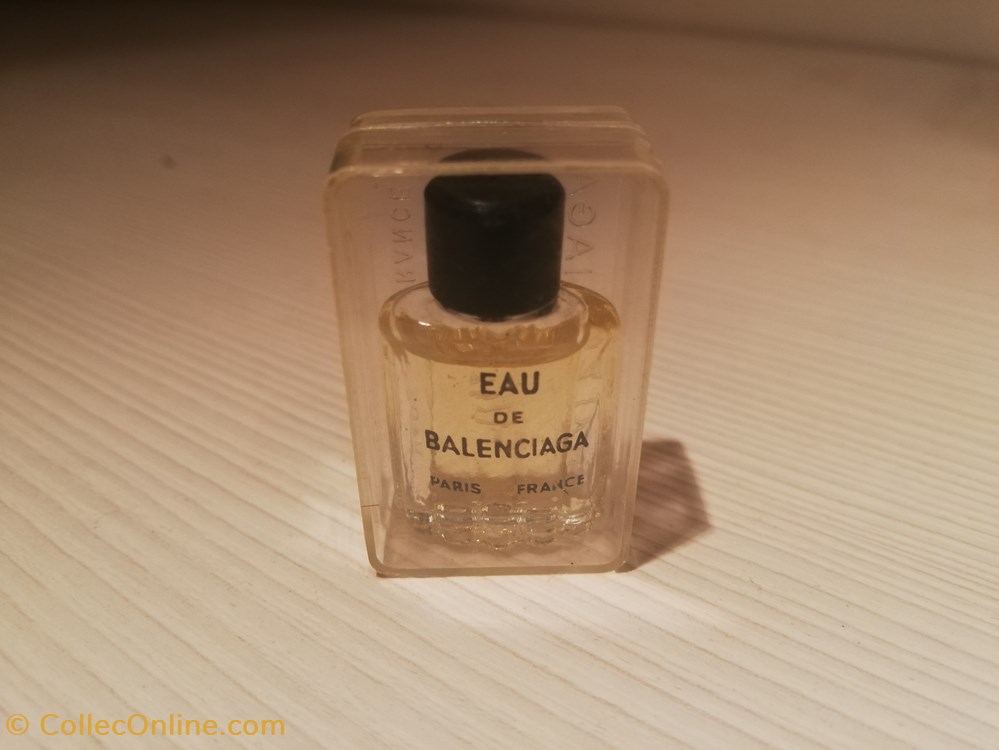 EAU
DE
BALENCIAGA
PARIS FRANCE
© CollecOnline.com